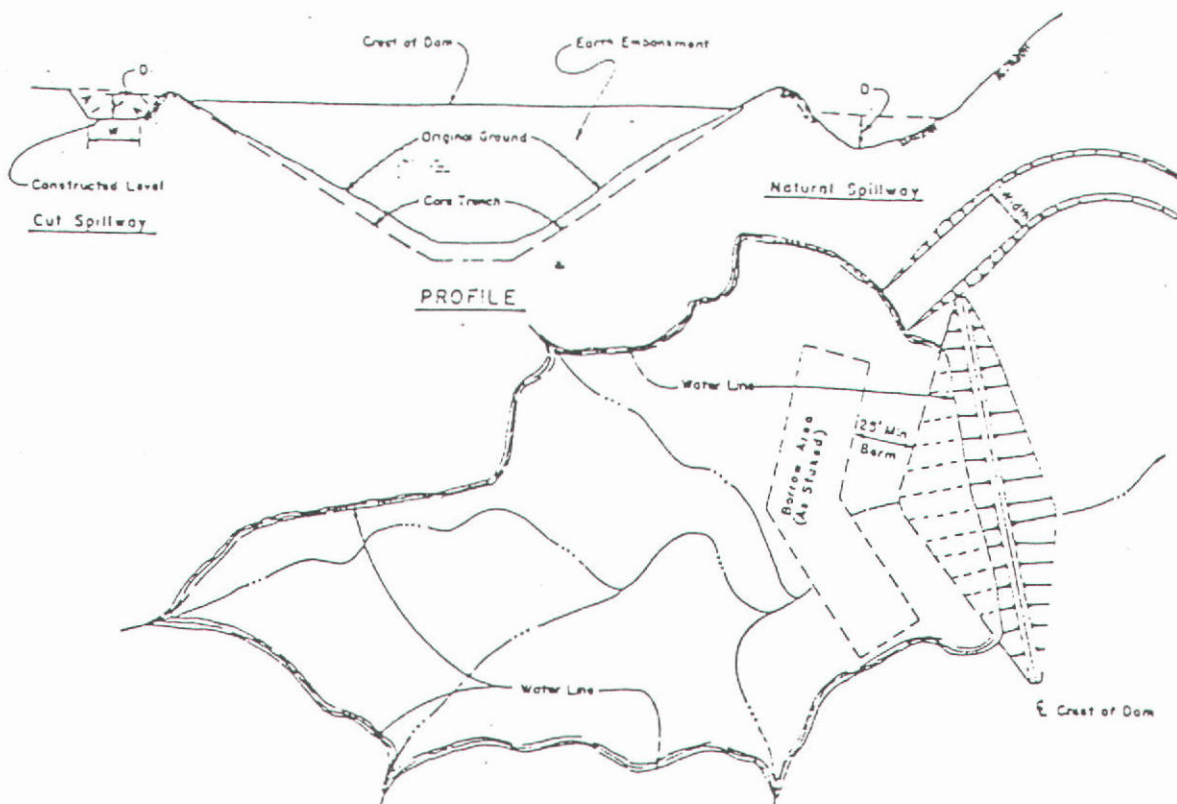 Crest of Dam
Earth Embankment
D
D
Original Ground
W
Constructed Level
Core Trench
Natural Spillway
Cut Spillway
Width
PROFILE
Water Line
25' Min
Berm
Borrow Area
(As Staked)
Water Line
℄ Crest of Dam